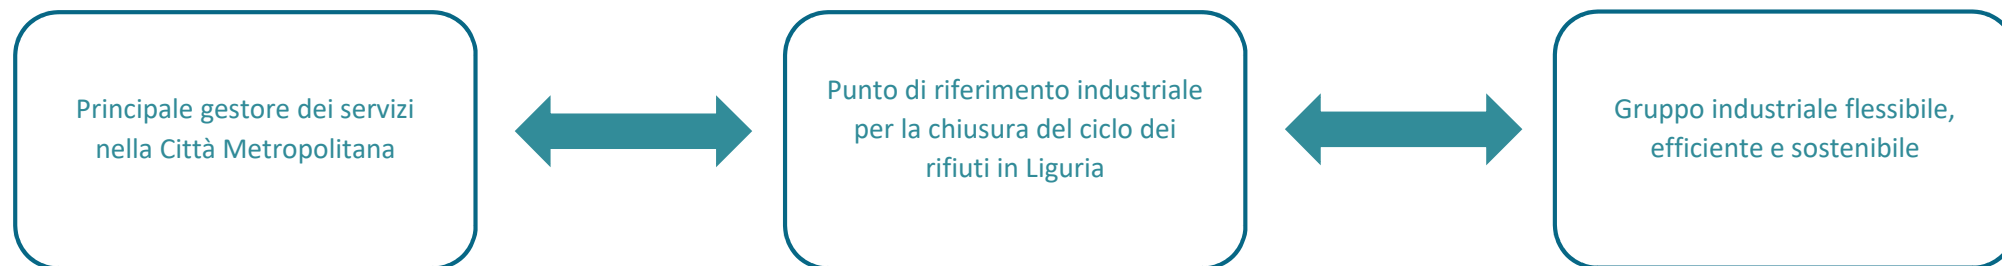 Principale gestore dei servizi
nella Città Metropolitana
Punto di riferimento industriale
per la chiusura del ciclo dei
rifiuti in Liguria
Gruppo industriale flessibile,
efficiente e sostenibile